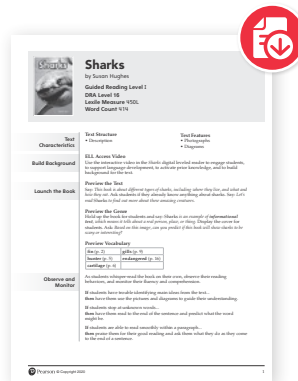 Sharks
Sharks
by Susan Hughes
Guided Reading Level I
DRA Level 16
Lexile Measure 450L
Word Count 414
Text
Characteristics
Text Structure
• Description
Text Features
• Photographs
• Diagrams
Build Background
ELL Access Video
Use the interactive video in the Sharks digital leveled reader to engage students,
to support language development, to activate prior knowledge, and to build
background for the text.
Launch the Book
Preview the Text
Say: This book is about different types of sharks, including where they live, and what and
how they eat. Ask students if they already know anything about sharks. Say: Let's
read Sharks to find out more about these amazing creatures.
Preview the Genre
Hold up the book for students and say: Sharks is an example of informational
text, which means it tells about a real person, place, or thing. Display the cover for
students. Ask: Based on this image, can you predict if this book will show sharks to be
scary or interesting?
Preview Vocabulary
fin (p. 2) gills (p. 9)
hunter (p. 5) endangered (p. 16)
cartilage (p. 6)
Observe and
Monitor
As students whisper-read the book on their own, observe their reading
behaviors, and monitor their fluency and comprehension.
If students have trouble identifying main ideas from the text...
then have them use the pictures and diagrams to guide their understanding.
If students stop at unknown words...
then have them read to the end of the sentence and predict what the word
might be.
If students are able to read smoothly within a paragraph...
then praise them for their good reading and ask them what they do as they come
to the end of a sentence.
Pearson © Copyright 2020
1